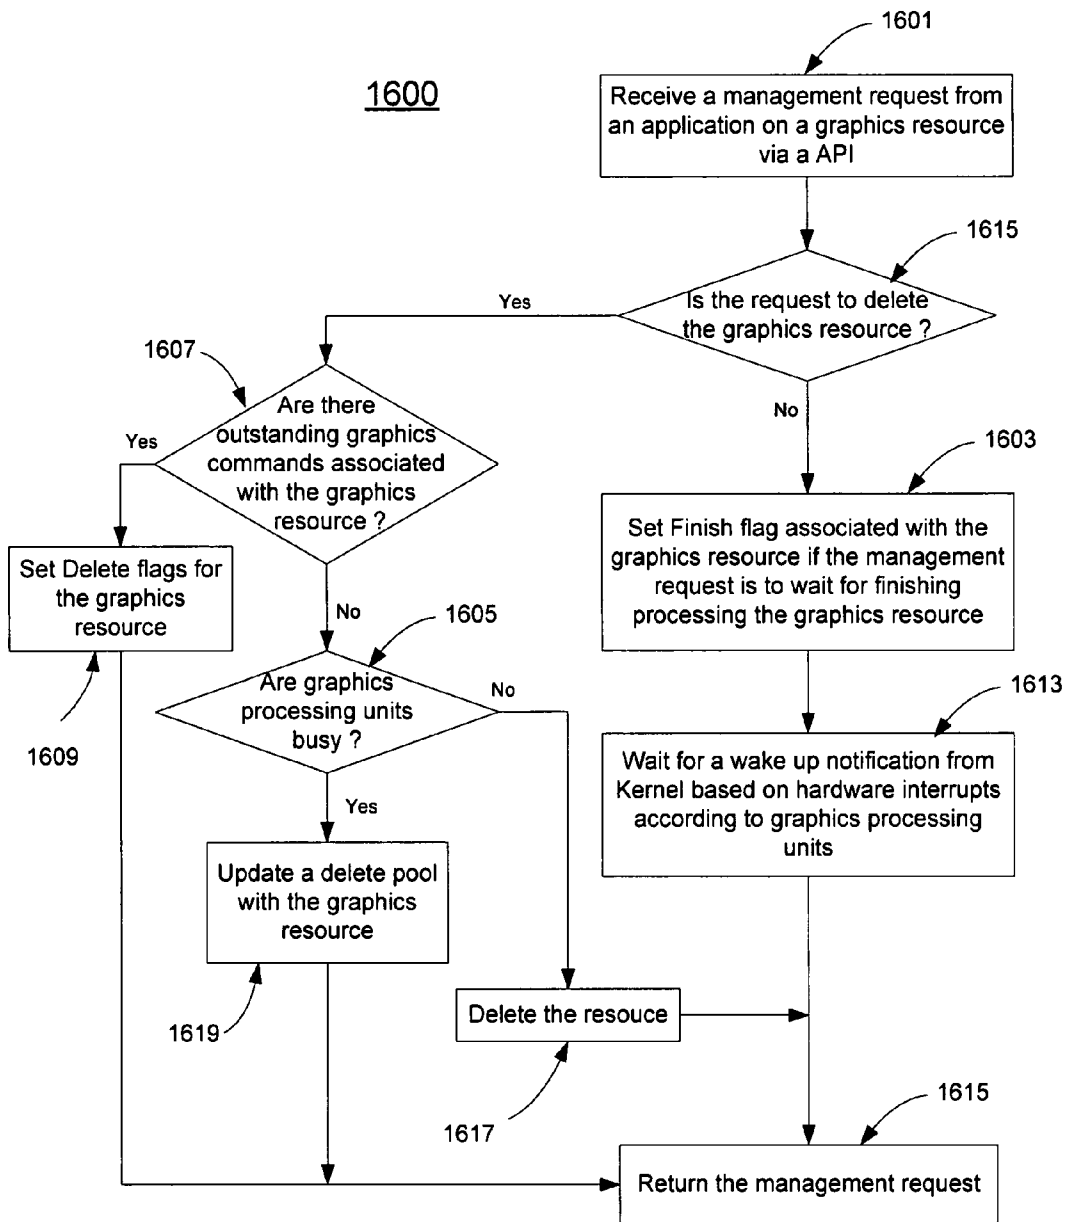 1600
1601
Receive a management request from
an application on a graphics resource
via a API
1615
Is the request to delete
the graphics resource ?
Yes
No
1607
Are there
outstanding graphics
commands associated
with the graphics
resource ?
Yes
No
1603
Set Finish flag associated with the
graphics resource if the management
request is to wait for finishing
processing the graphics resource
Set Delete flags for
the graphics
resource
1609
1605
Are graphics
processing units
busy ?
No
Yes
1613
Wait for a wake up notification from
Kernel based on hardware interrupts
according to graphics processing
units
Update a delete pool
with the graphics
resource
1619
Delete the resouce
1617
1615
Return the management request